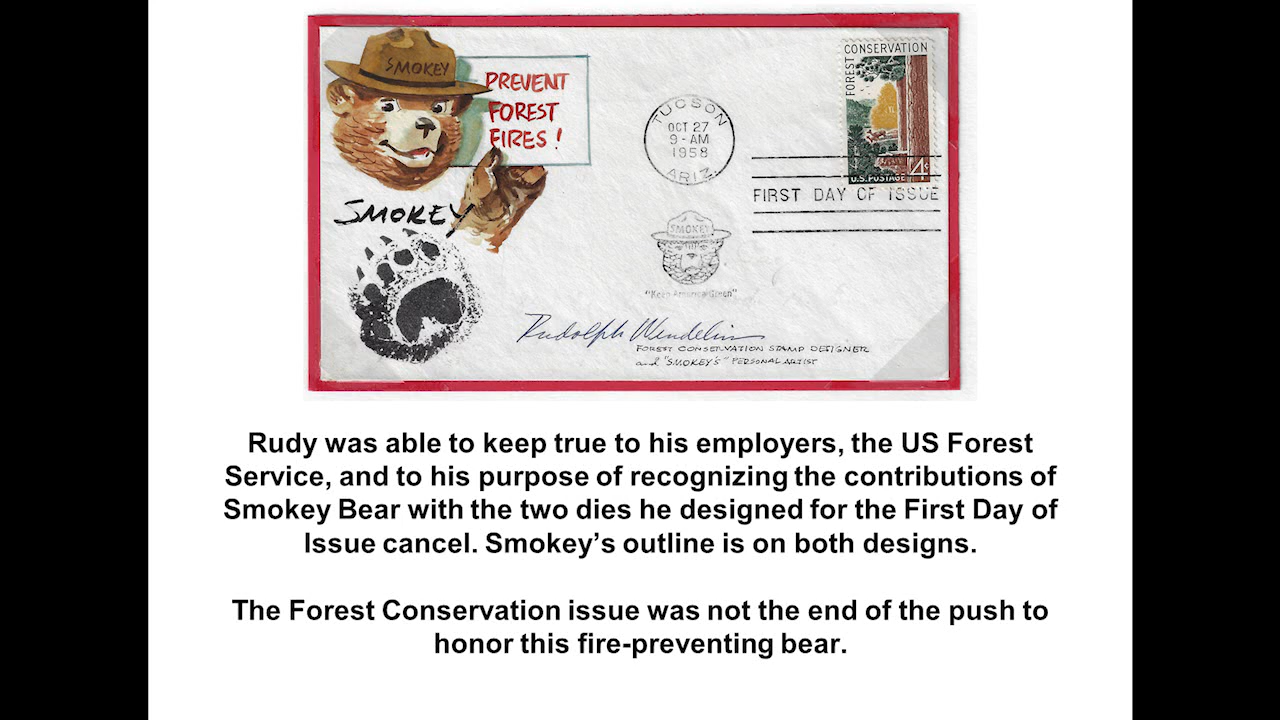 SMOKEY
PREVENT
FOREST
FIRES!
SMOKEY
TUCSON
OCT 27
9-AM
1958
ARIZ.
FOREST CONSERVATION
4¢
U.S. POSTAGE
FIRST DAY OF ISSUE
SMOKEY
"Keep America Green"
Rudolph Wendelin
FOREST CONSERVATION STAMP DESIGNER
and "SMOKEY'S" PERSONAL ARTIST
Rudy was able to keep true to his employers, the US Forest
Service, and to his purpose of recognizing the contributions of
Smokey Bear with the two dies he designed for the First Day of
Issue cancel. Smokey’s outline is on both designs.
The Forest Conservation issue was not the end of the push to
honor this fire-preventing bear.